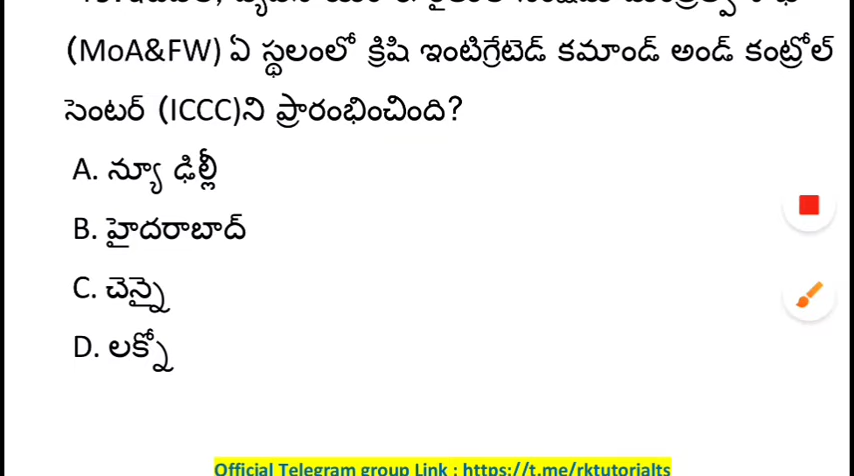 (MoA&FW) ఏ స్థలంలో క్రిషి ఇంటిగ్రేటెడ్ కమాండ్ అండ్ కంట్రోల్
సెంటర్ (ICCC)ని ప్రారంభించింది?
A. న్యూ ఢిల్లీ
B. హైదరాబాద్
C. చెన్నై
D. లక్నో
Official Telegram group Link : https://t.me/rktutorialts